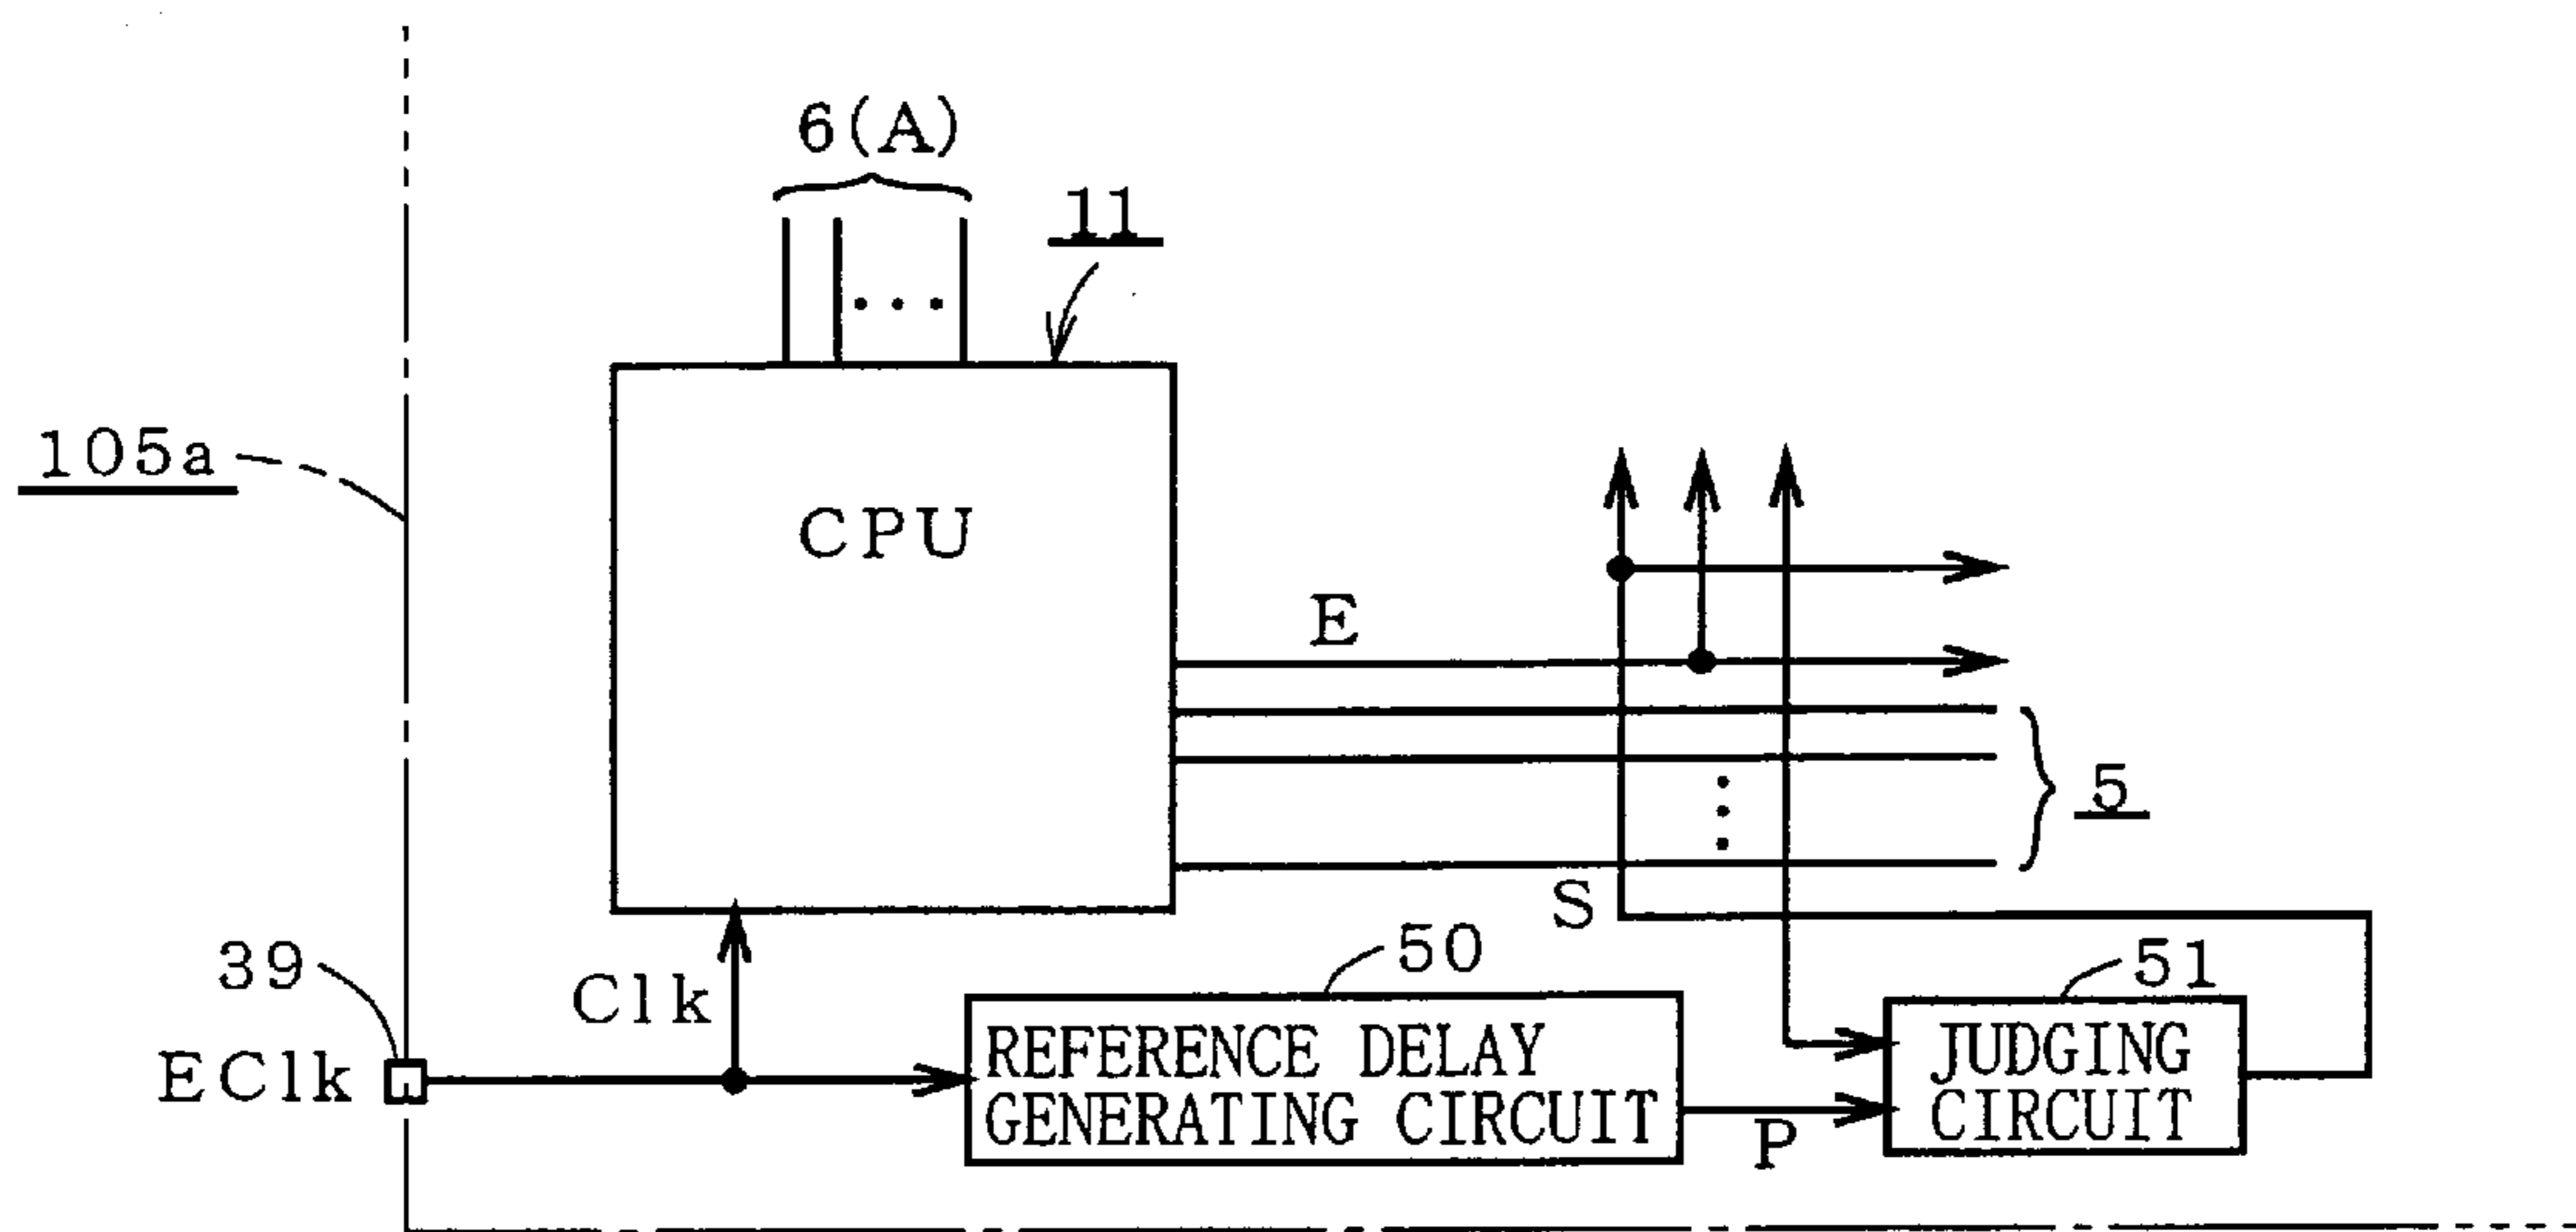 6(A)
11
105a
CPU
E
5
S
39
Clk
50
51
EClk
REFERENCE DELAY
GENERATING CIRCUIT
P
JUDGING
CIRCUIT